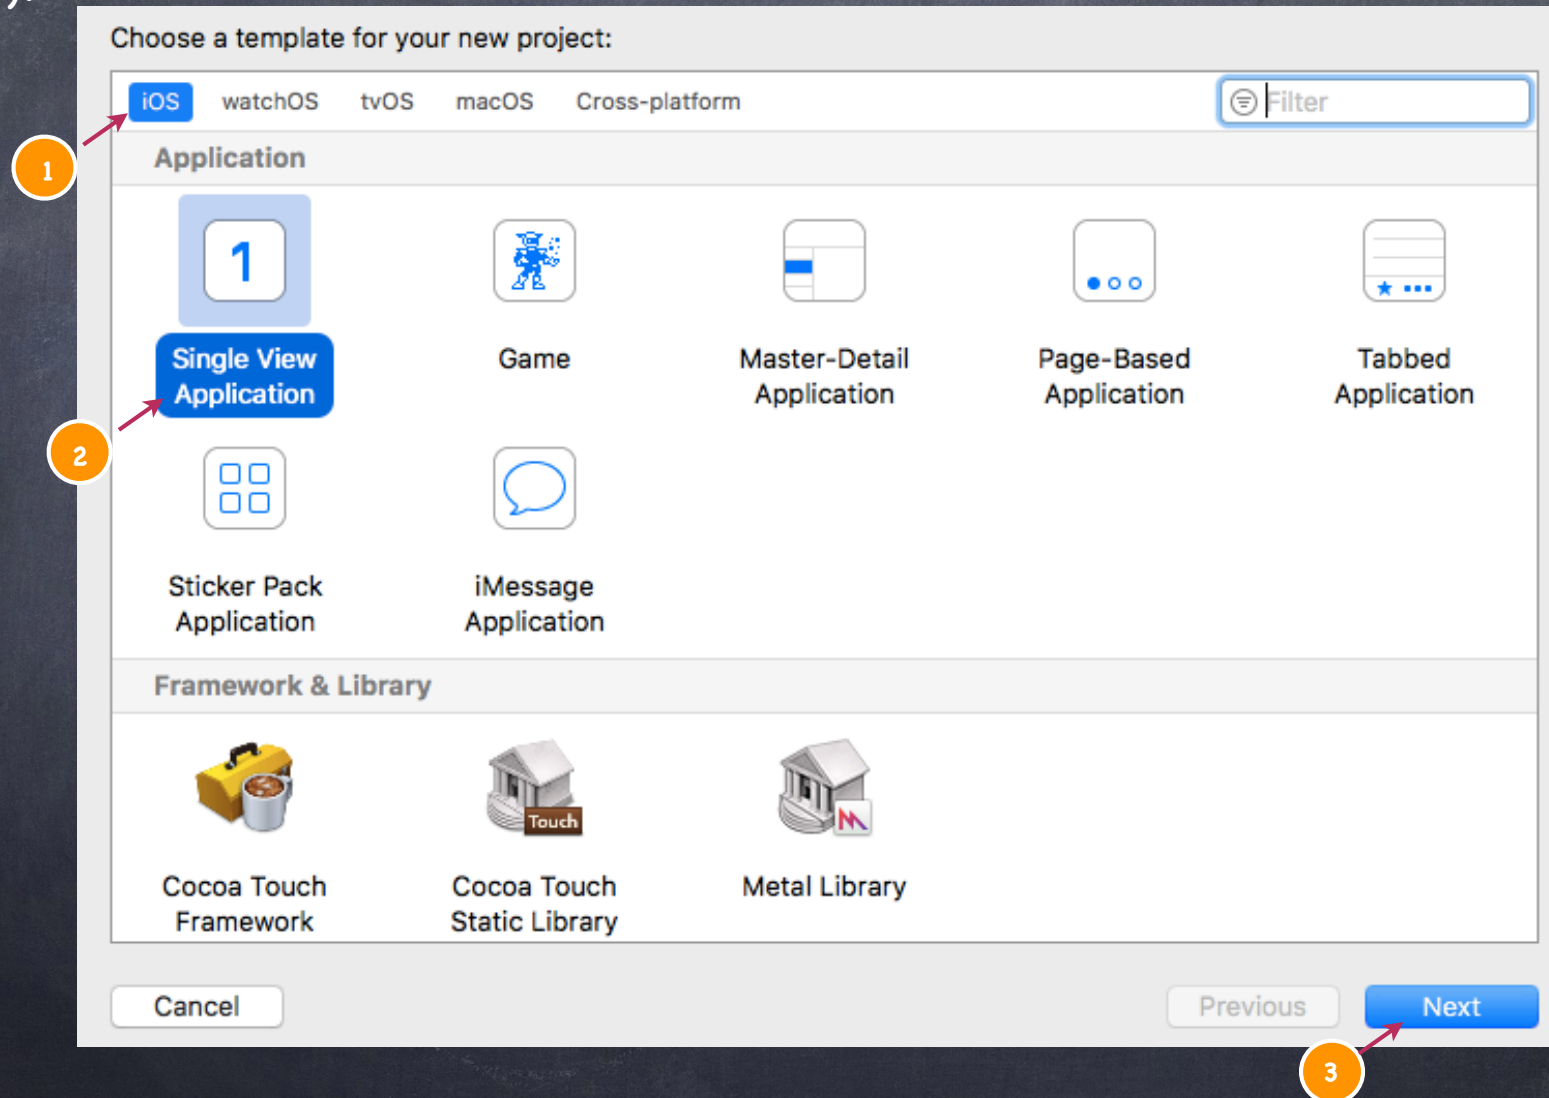 Choose a template for your new project:
iOS watchOS tvOS macOS Cross-platform Filter
1
Application
1
Single View Application
Game
Master-Detail Application
Page-Based Application
Tabbed Application
2
Sticker Pack Application
iMessage Application
Framework & Library
Touch
Cocoa Touch Framework
Cocoa Touch Static Library
Metal Library
Cancel Previous Next
3